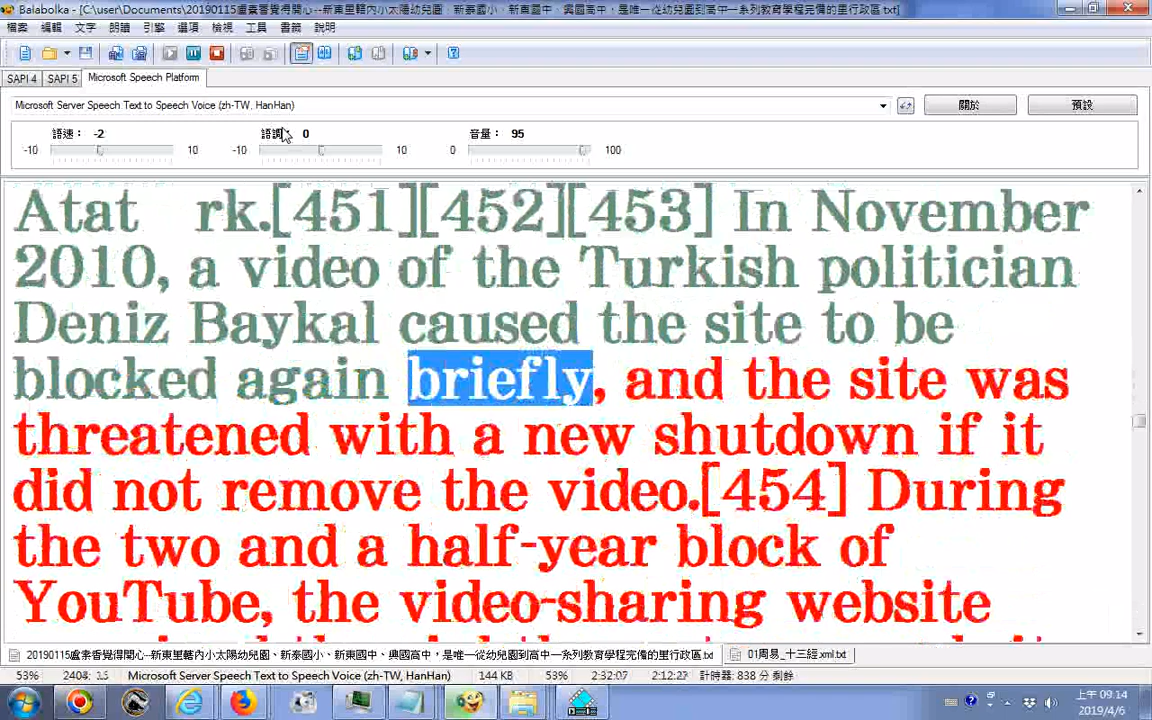 Balabolka - [C:\user\Documents\20190115盧素香覺得開心--新東里轄內小太陽幼兒園、新泰國小、新東國中、興國高中，是唯一從幼兒園到高中一系列教育學程完備的里行政區.txt]
檔案 編輯 文字 朗讀 引擎 選項 檢視 工具 書籤 說明
SAPI 4 SAPI 5 Microsoft Speech Platform
Microsoft Server Speech Text to Speech Voice (zh-TW, HanHan) 關於 預設
語速： -2 語調： 0 音量： 95
-10 10 -10 10 0 100
Atat rk.[451][452][453] In November
2010, a video of the Turkish politician
Deniz Baykal caused the site to be
blocked again briefly, and the site was
threatened with a new shutdown if it
did not remove the video.[454] During
the two and a half-year block of
YouTube, the video-sharing website
20190115盧素香覺得開心--新東里轄內小太陽幼兒園、新泰國小、新東國中、興國高中，是唯一從幼兒園到高中一系列教育學程完備的里行政區.txt 01周易_十三經.xml.txt
53% 2408: 13 Microsoft Server Speech Text to Speech Voice (zh-TW, HanHan) 144 KB 53% 2:32:07 2:12:27 計時器: 838 分 剩餘
上午 09:14
2019/4/6